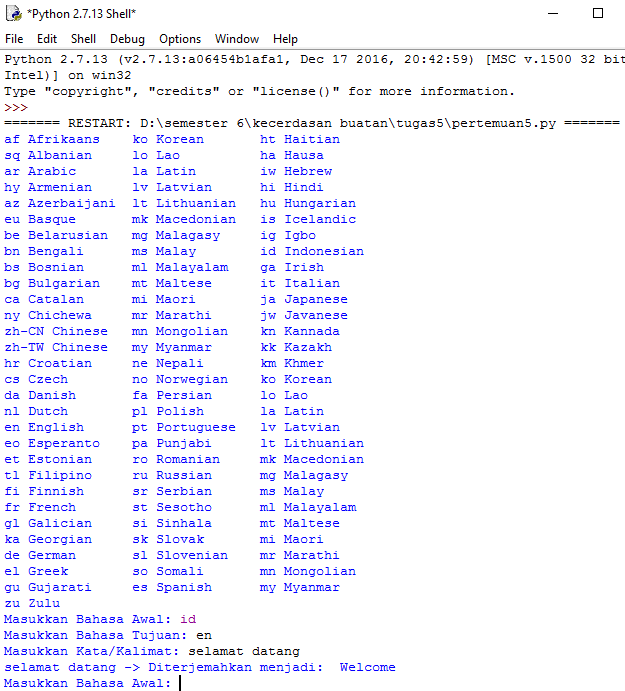 *Python 2.7.13 Shell*
File Edit Shell Debug Options Window Help
Python 2.7.13 (v2.7.13:a06454b1afa1, Dec 17 2016, 20:42:59) [MSC v.1500 32 bit
Intel)] on win32
Type "copyright", "credits" or "license()" for more information.
>>>
======= RESTART: D:\semester 6\kecerdasan buatan\tugas5\pertemuan5.py =======
af Afrikaans ko Korean ht Haitian
sq Albanian lo Lao ha Hausa
ar Arabic la Latin iw Hebrew
hy Armenian lv Latvian hi Hindi
az Azerbaijani lt Lithuanian hu Hungarian
eu Basque mk Macedonian is Icelandic
be Belarusian mg Malagasy ig Igbo
bn Bengali ms Malay id Indonesian
bs Bosnian ml Malayalam ga Irish
bg Bulgarian mt Maltese it Italian
ca Catalan mi Maori ja Japanese
ny Chichewa mr Marathi jw Javanese
zh-CN Chinese mn Mongolian kn Kannada
zh-TW Chinese my Myanmar kk Kazakh
hr Croatian ne Nepali km Khmer
cs Czech no Norwegian ko Korean
da Danish fa Persian lo Lao
nl Dutch pl Polish la Latin
en English pt Portuguese lv Latvian
eo Esperanto pa Punjabi lt Lithuanian
et Estonian ro Romanian mk Macedonian
tl Filipino ru Russian mg Malagasy
fi Finnish sr Serbian ms Malay
fr French st Sesotho ml Malayalam
gl Galician si Sinhala mt Maltese
ka Georgian sk Slovak mi Maori
de German sl Slovenian mr Marathi
el Greek so Somali mn Mongolian
gu Gujarati es Spanish my Myanmar
zu Zulu
Masukkan Bahasa Awal: id
Masukkan Bahasa Tujuan: en
Masukkan Kata/Kalimat: selamat datang
selamat datang -> Diterjemahkan menjadi: Welcome
Masukkan Bahasa Awal: